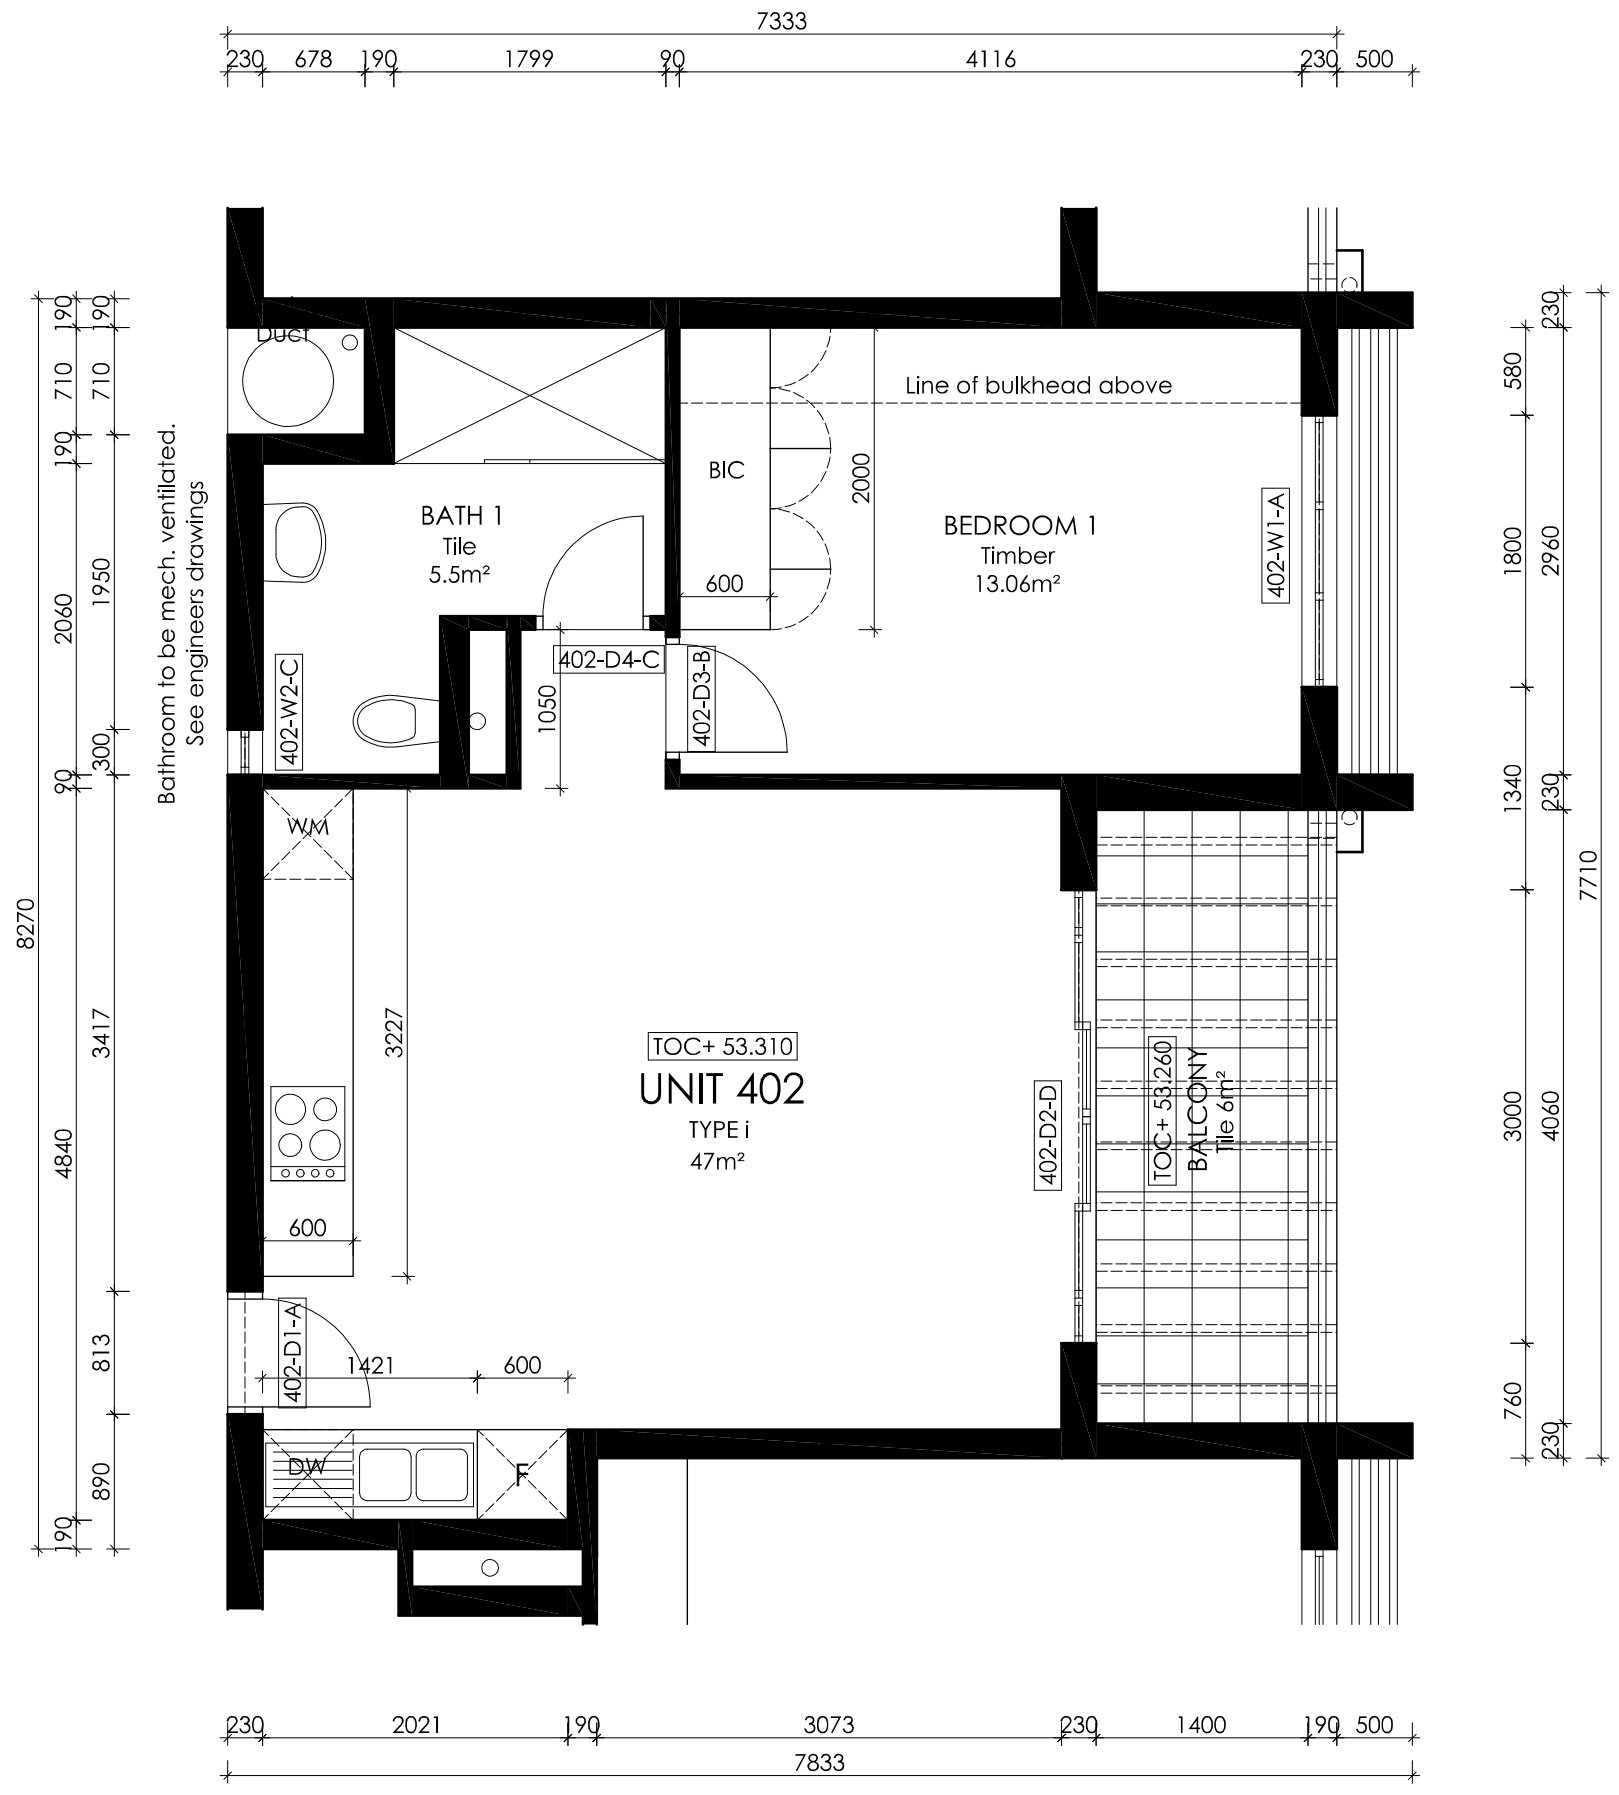 7333
230 678 190 1799 90 4116 230 500
Duct
Line of bulkhead above
BIC
2000
600
BATH 1
Tile
5.5m²
BEDROOM 1
Timber
13.06m²
402-W1-A
Bathroom to be mech. ventilated.
See engineers drawings
402-W2-C
402-D4-C
402-D3-B
1050
WM
3227
TOC+ 53.310
UNIT 402
TYPE i
47m²
402-D2-D
TOC+ 53.260
BALCONY
Tile 6m²
600
402-D1-A
1421 600
DW
F
8270
190 710 190 2060 90 4840 190
190 710 1950 300 3417 813 890
580 1800 1340 3000 760
230 2960 230 4060 230
7710
230 2021 190 3073 230 1400 190 500
7833